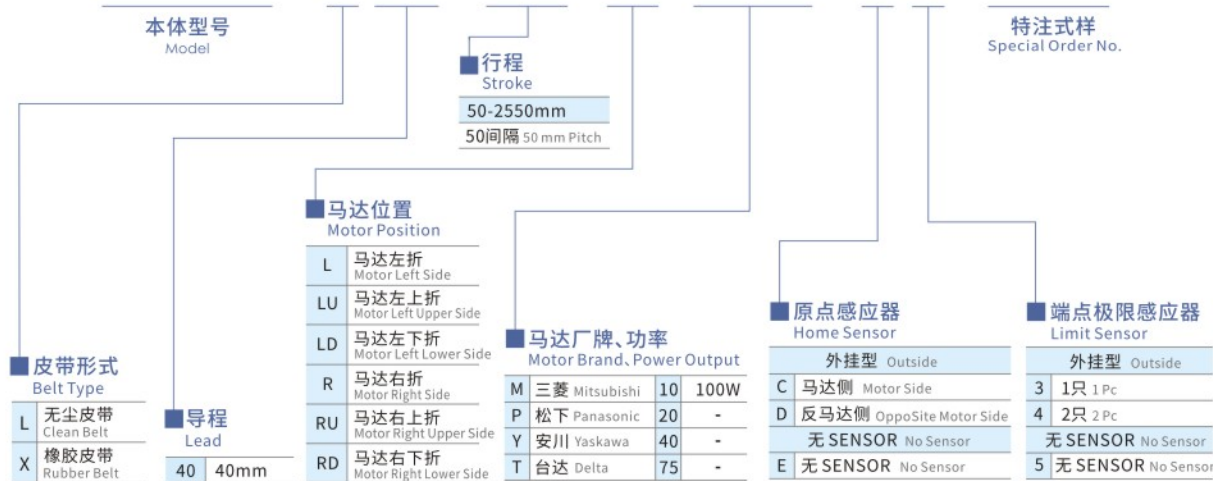 本体型号
Model
特注式样
Special Order No.
行程
Stroke
50-2550mm
50间隔 50 mm Pitch
马达位置
Motor Position
L 马达左折
Motor Left Side
LU 马达左上折
Motor Left Upper Side
LD 马达左下折
Motor Left Lower Side
R 马达右折
Motor Right Side
RU 马达右上折
Motor Right Upper Side
RD 马达右下折
Motor Right Lower Side
皮带形式
Belt Type
L 无尘皮带
Clean Belt
X 橡胶皮带
Rubber Belt
导程
Lead
40 40mm
马达厂牌、功率
Motor Brand、Power Output
M 三菱 Mitsubishi 10 100W
P 松下 Panasonic 20 -
Y 安川 Yaskawa 40 -
T 台达 Delta 75 -
原点感应器
Home Sensor
外挂型 Outside
C 马达侧 Motor Side
D 反马达侧 OppoSite Motor Side
无 SENSOR No Sensor
E 无 SENSOR No Sensor
端点极限感应器
Limit Sensor
外挂型 Outside
3 1只 1 Pc
4 2只 2 Pc
无 SENSOR No Sensor
5 无 SENSOR No Sensor